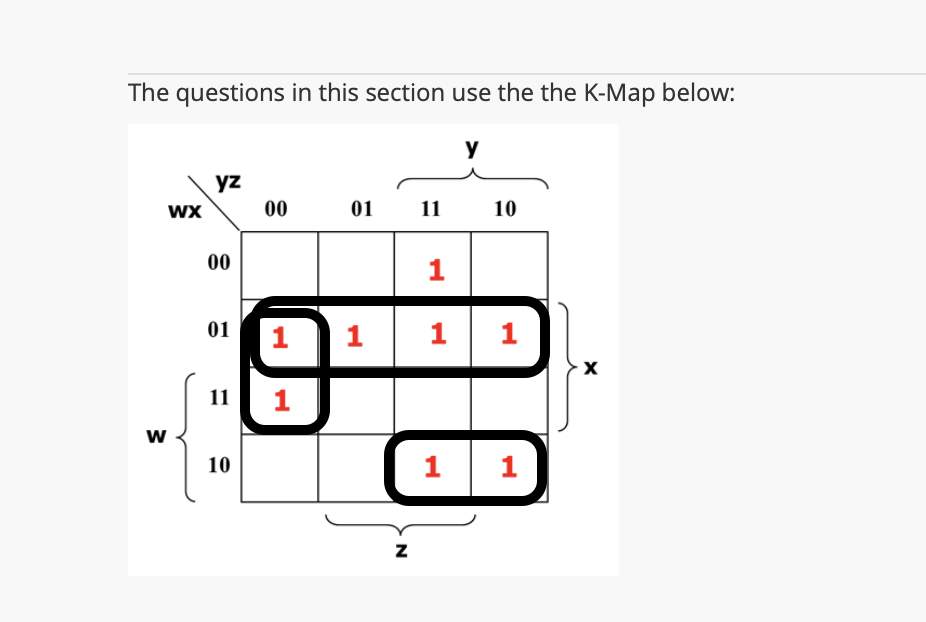 The questions in this section use the the K-Map below:
y
yz
wx
00 01 11 10
00 1
01 1 1 1 1
x
11 1
w
10 1 1
z